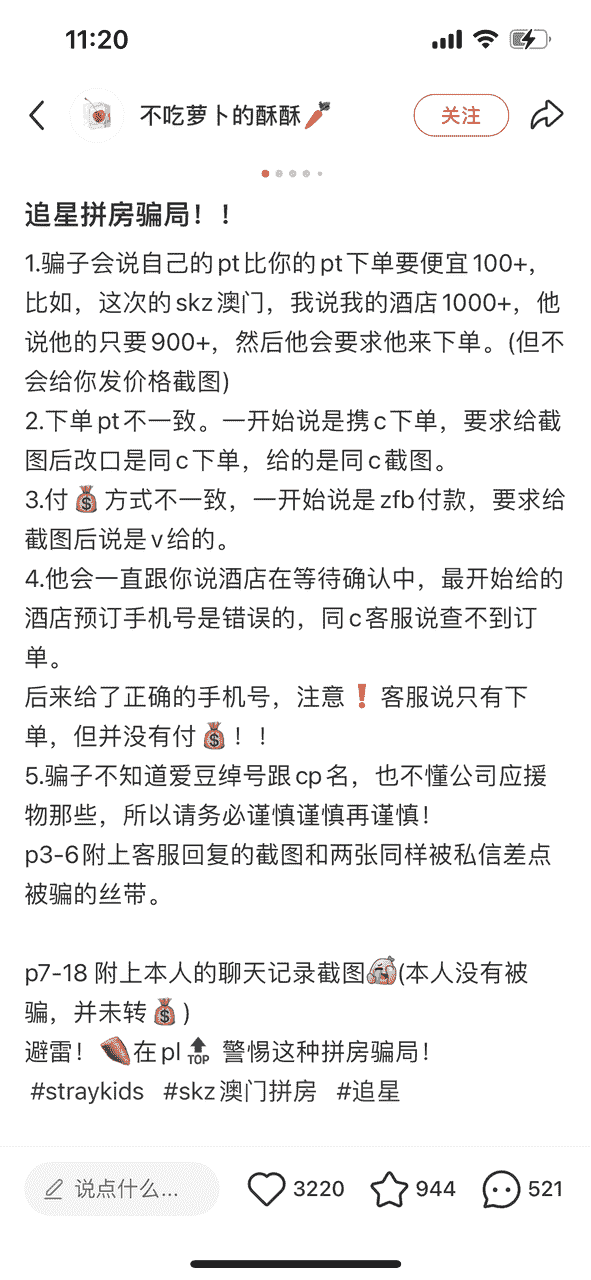 11:20
不吃萝卜的酥酥🥕
关注
追星拼房骗局！！
1.骗子会说自己的pt比你的pt下单要便宜100+，
比如，这次的skz澳门，我说我的酒店1000+，他
说他的只要900+，然后他会要求他来下单。(但不
会给你发价格截图)
2.下单pt不一致。一开始说是携c下单，要求给截
图后改口是同c下单，给的是同c截图。
3.付💰方式不一致，一开始说是zfb付款，要求给
截图后说是v给的。
4.他会一直跟你说酒店在等待确认中，最开始给的
酒店预订手机号是错误的，同c客服说查不到订
单。
后来给了正确的手机号，注意❗客服说只有下
单，但并没有付💰！！
5.骗子不知道爱豆绰号跟cp名，也不懂公司应援
物那些，所以请务必谨慎谨慎再谨慎！
p3-6附上客服回复的截图和两张同样被私信差点
被骗的丝带。
p7-18 附上本人的聊天记录截图(本人没有被
骗，并未转💰)
避雷！🍠在pl🔝 警惕这种拼房骗局！
#straykids #skz澳门拼房 #追星
说点什么...
3220
944
521